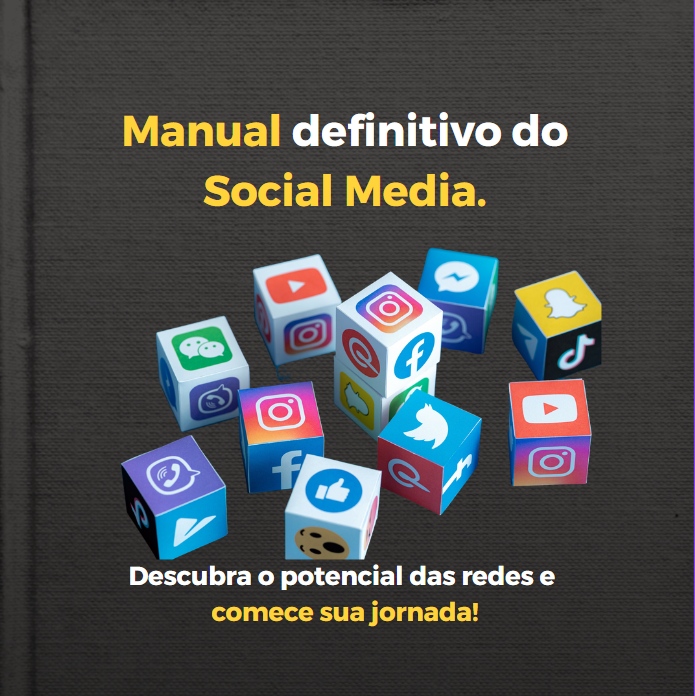 Manual definitivo do
Social Media.
Descubra o potencial das redes e
comece sua jornada!